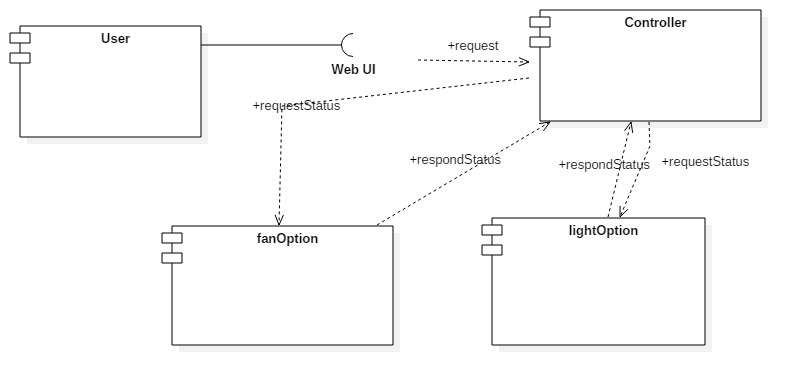 User
Controller
+request
Web UI
+requestStatus
+respondStatus
+respondStatus
+requestStatus
fanOption
lightOption